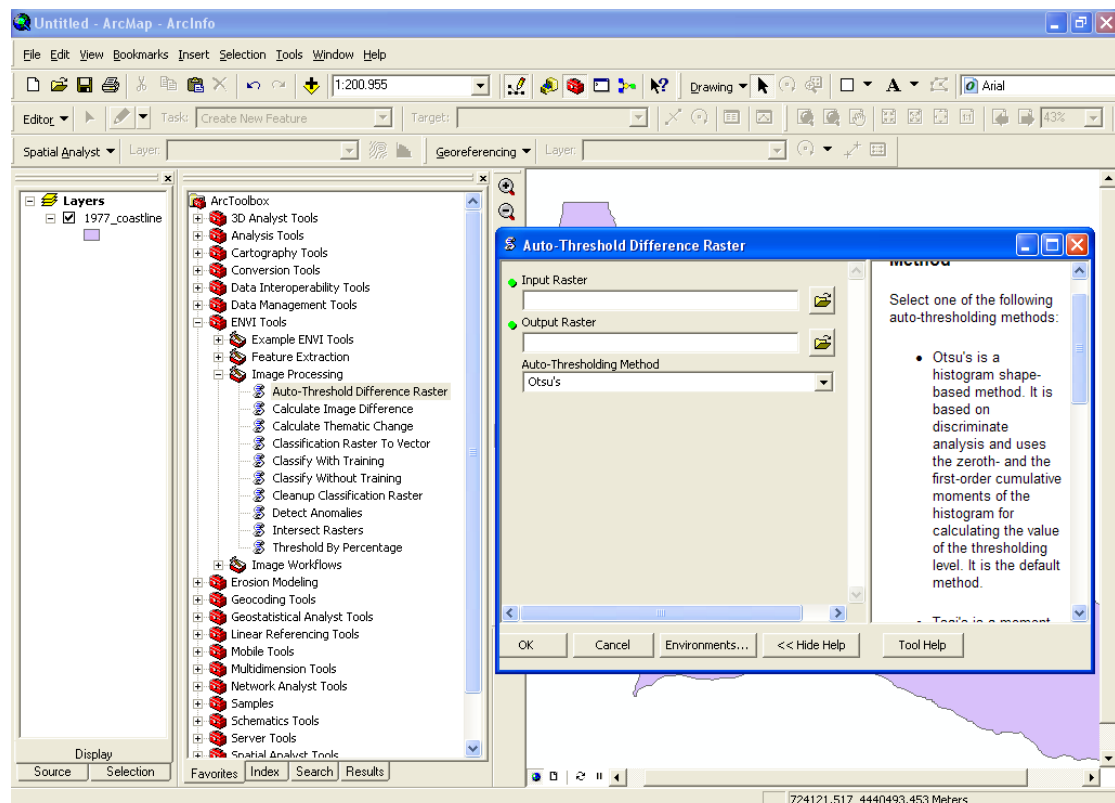 Untitled - ArcMap - ArcInfo
File Edit View Bookmarks Insert Selection Tools Window Help
1:200.955 Drawing A Arial
Editor Task: Create New Feature Target: 43%
Spatial Analyst Layer: Georeferencing Layer:
Layers
1977_coastline
Display
Source Selection
ArcToolbox
3D Analyst Tools
Analysis Tools
Cartography Tools
Conversion Tools
Data Interoperability Tools
Data Management Tools
ENVI Tools
Example ENVI Tools
Feature Extraction
Image Processing
Auto-Threshold Difference Raster
Calculate Image Difference
Calculate Thematic Change
Classification Raster To Vector
Classify With Training
Classify Without Training
Cleanup Classification Raster
Detect Anomalies
Intersect Rasters
Threshold By Percentage
Image Workflows
Erosion Modeling
Geocoding Tools
Geostatistical Analyst Tools
Linear Referencing Tools
Mobile Tools
Multidimension Tools
Network Analyst Tools
Samples
Schematics Tools
Server Tools
Spatial Analyst Tools
Favorites Index Search Results
Auto-Threshold Difference Raster
Input Raster
Output Raster
Auto-Thresholding Method
Otsu's
Method
Select one of the following
auto-thresholding methods:
• Otsu's is a
histogram shape-
based method. It is
based on
discriminate
analysis and uses
the zeroth- and the
first-order cumulative
moments of the
histogram for
calculating the value
of the thresholding
level. It is the default
method.
• Tsai's is a moment
OK Cancel Environments... << Hide Help Tool Help
724121,517 4440493,453 Meters